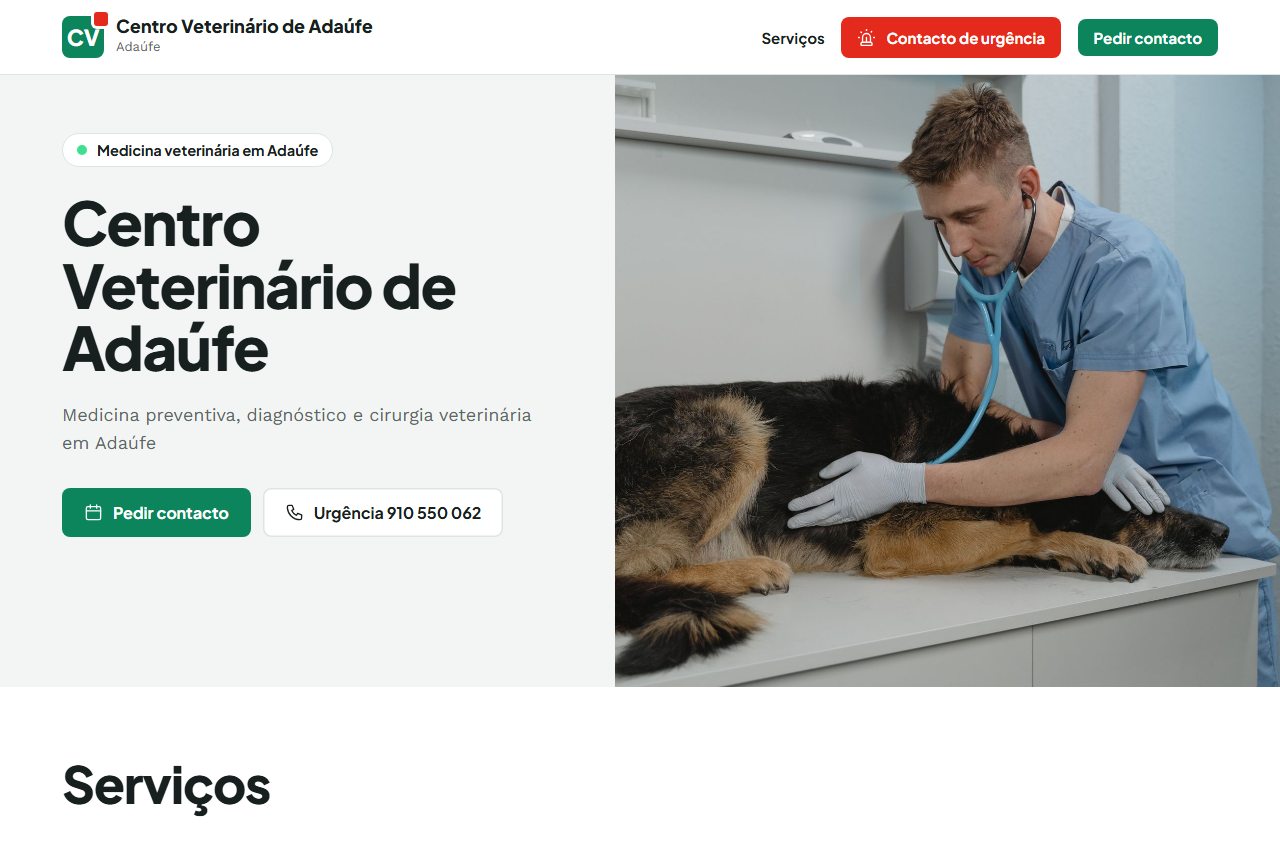 CV
Centro Veterinário de Adaúfe
Adaúfe
Serviços
Contacto de urgência
Pedir contacto
Medicina veterinária em Adaúfe
Centro
Veterinário de
Adaúfe
Medicina preventiva, diagnóstico e cirurgia veterinária
em Adaúfe
Pedir contacto
Urgência 910 550 062
Serviços